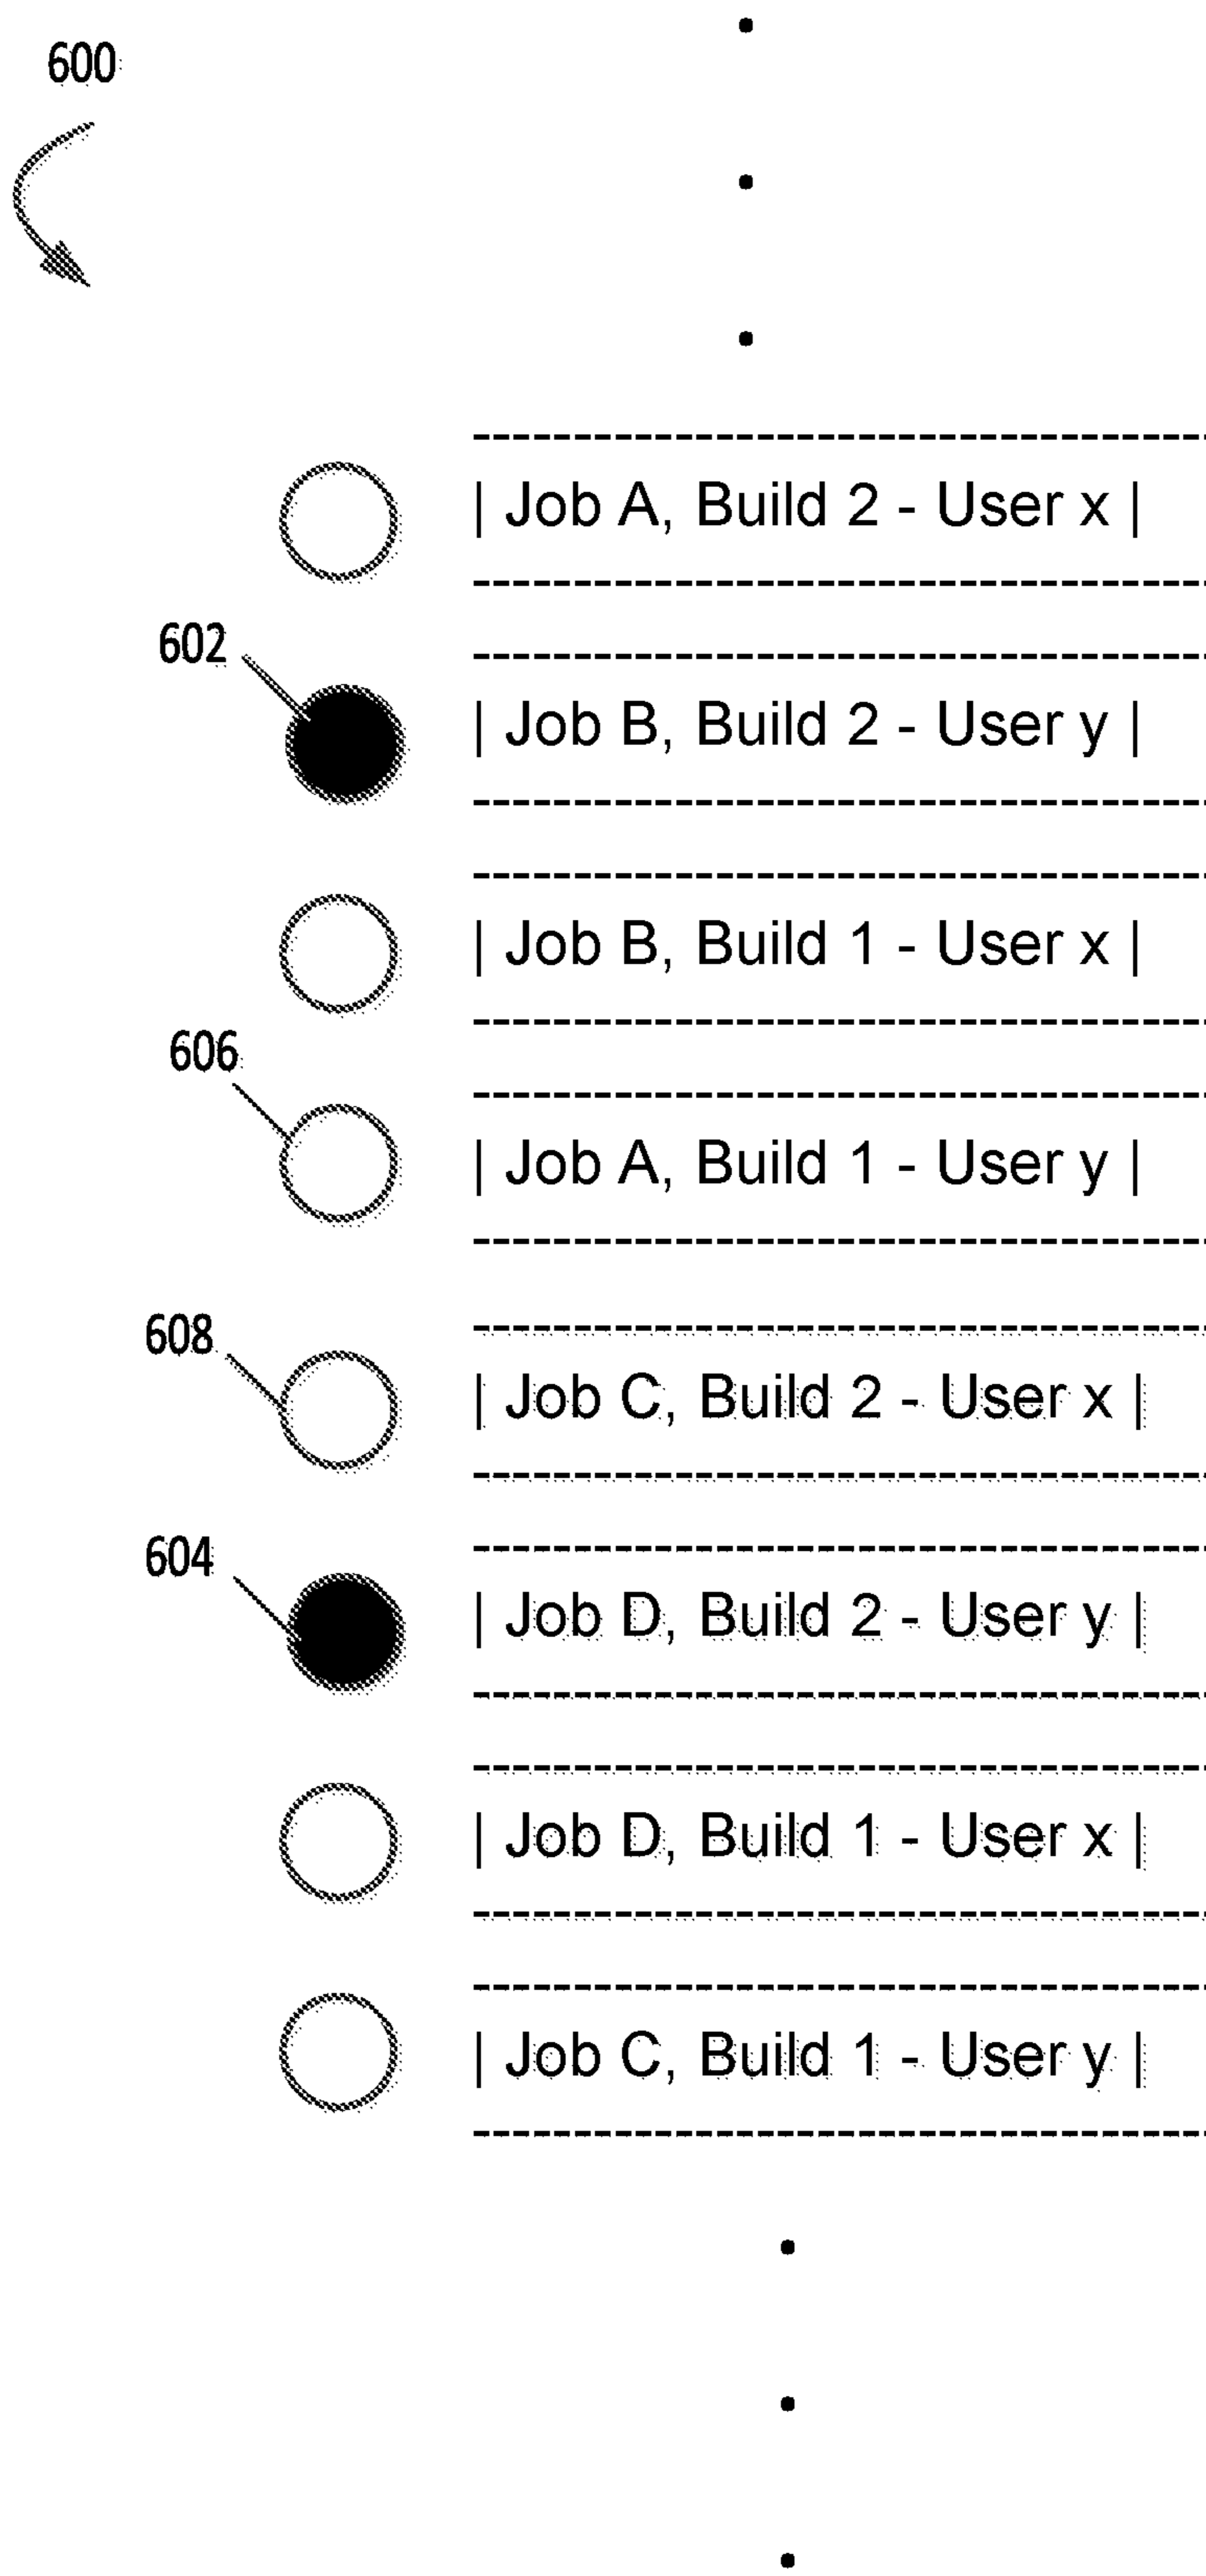 600
| Job A, Build 2 - User x |
602
| Job B, Build 2 - User y |
| Job B, Build 1 - User x |
606
| Job A, Build 1 - User y |
608
| Job C, Build 2 - User x |
604
| Job D, Build 2 - User y |
| Job D, Build 1 - User x |
| Job C, Build 1 - User y |